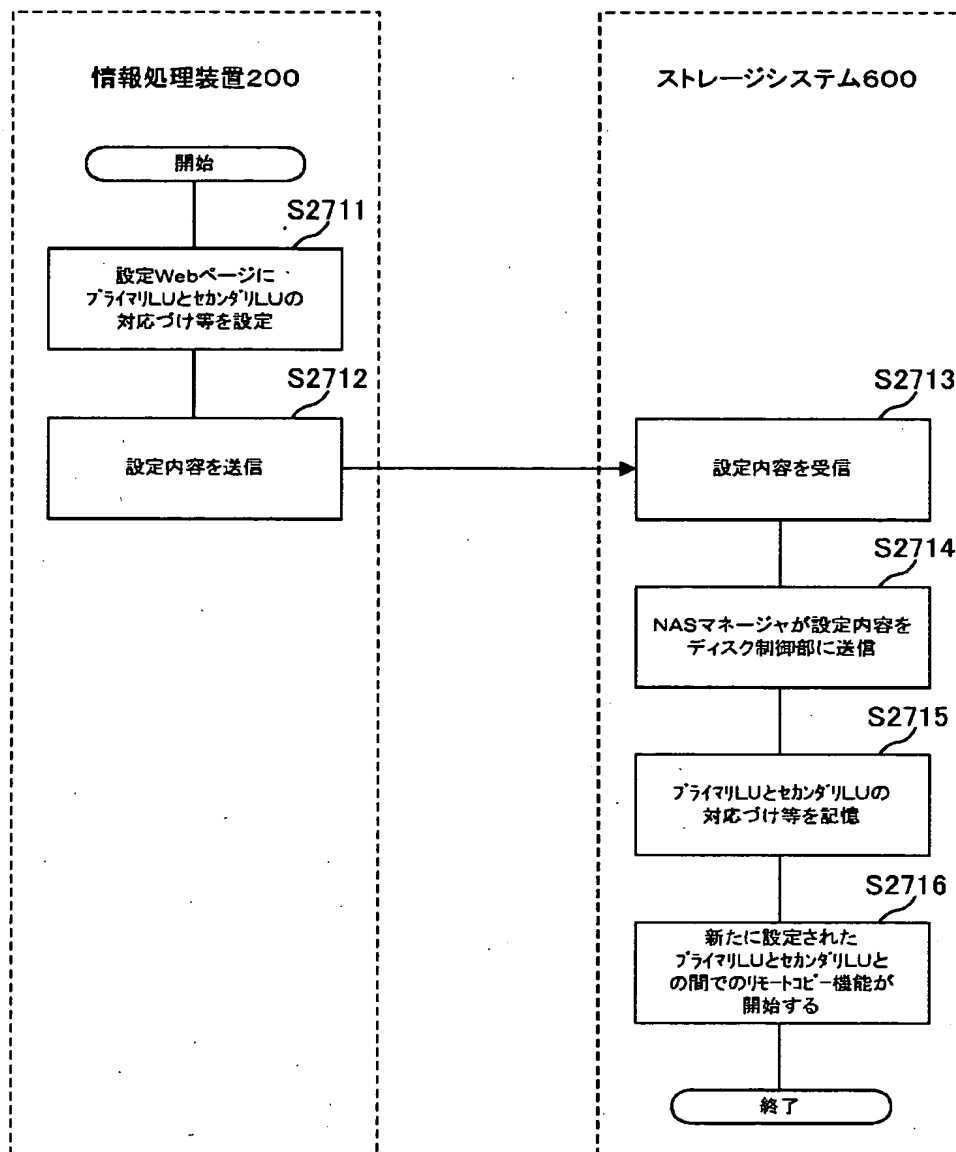 情報処理装置200
開始
S2711
設定Webページに
プライマリLUとセカンダリLUの
対応づけ等を設定
S2712
設定内容を送信
ストレージシステム600
S2713
設定内容を受信
S2714
NASマネージャが設定内容を
ディスク制御部に送信
S2715
プライマリLUとセカンダリLUの
対応づけ等を記憶
S2716
新たに設定された
プライマリLUとセカンダリLUと
の間でのリモートコピー機能が
開始する
終了